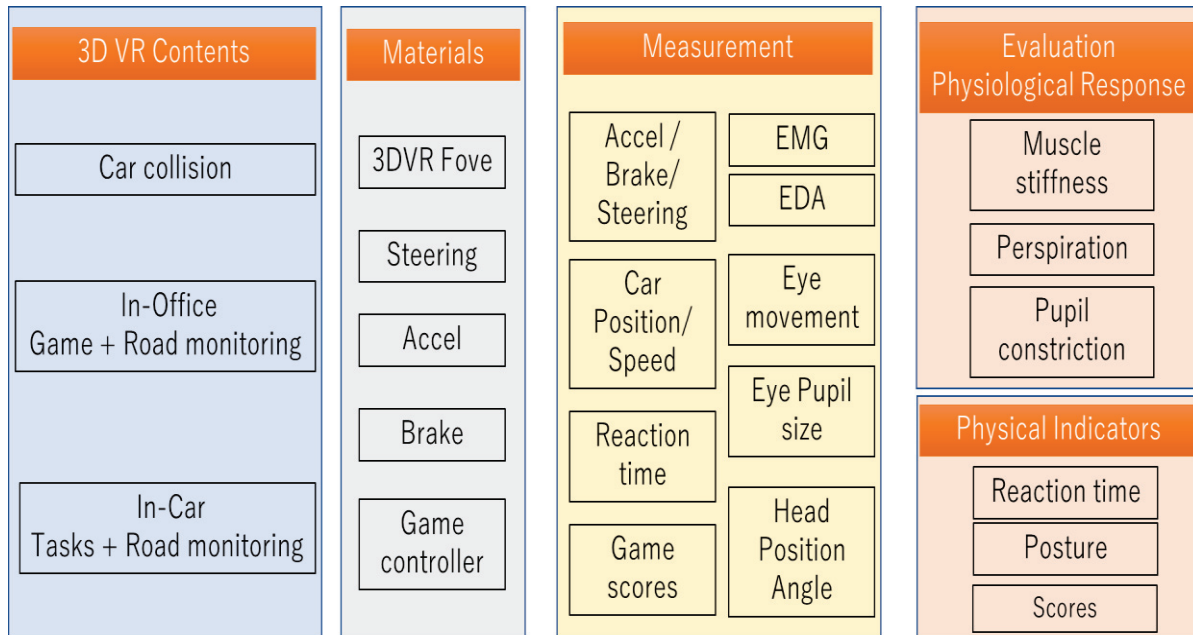 3D VR Contents
Car collision
In-Office
Game + Road monitoring
In-Car
Tasks + Road monitoring
Materials
3DVR Fove
Steering
Accel
Brake
Game
controller
Measurement
Accel /
Brake/
Steering
Car
Position/
Speed
Reaction
time
Game
scores
EMG
EDA
Eye
movement
Eye Pupil
size
Head
Position
Angle
Evaluation
Physiological Response
Muscle
stiffness
Perspiration
Pupil
constriction
Physical Indicators
Reaction time
Posture
Scores